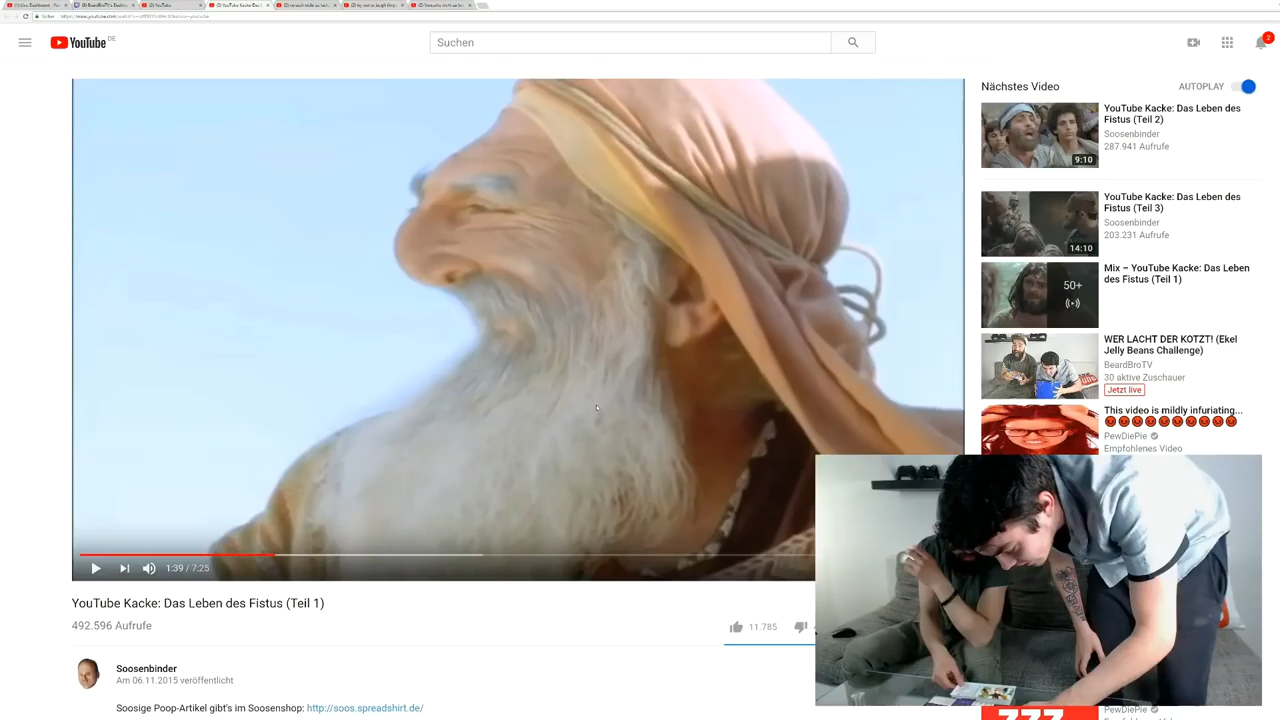 YouTube DE
Suchen
2
Nächstes Video
AUTOPLAY
YouTube Kacke: Das Leben des
Fistus (Teil 2)
Soosenbinder
287.941 Aufrufe
9:10
YouTube Kacke: Das Leben des
Fistus (Teil 3)
Soosenbinder
203.231 Aufrufe
14:10
Mix – YouTube Kacke: Das Leben
des Fistus (Teil 1)
50+
WER LACHT DER KOTZT! (Ekel
Jelly Beans Challenge)
BeardBroTV
30 aktive Zuschauer
Jetzt live
This video is mildly infuriating...
PewDiePie
Empfohlenes Video
1:39 / 7:25
YouTube Kacke: Das Leben des Fistus (Teil 1)
492.596 Aufrufe
11.785
Soosenbinder
Am 06.11.2015 veröffentlicht
Soosige Poop-Artikel gibt's im Soosenshop: http://soos.spreadshirt.de/
PewDiePie